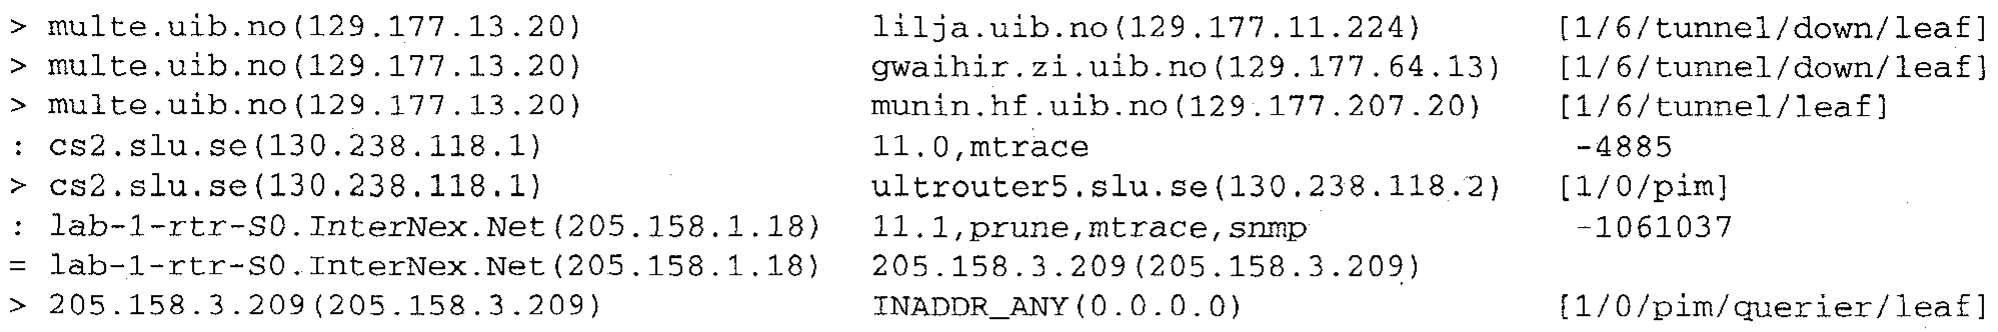 > multe.uib.no(129.177.13.20) lilja.uib.no(129.177.11.224) [1/6/tunnel/down/leaf]
> multe.uib.no(129.177.13.20) gwaihir.zi.uib.no(129.177.64.13) [1/6/tunnel/down/leaf]
> multe.uib.no(129.177.13.20) munin.hf.uib.no(129.177.207.20) [1/6/tunnel/leaf]
: cs2.slu.se(130.238.118.1) 11.0,mtrace -4885
> cs2.slu.se(130.238.118.1) ultrouter5.slu.se(130.238.118.2) [1/0/pim]
: lab-1-rtr-S0.InterNex.Net(205.158.1.18) 11.1,prune,mtrace,snmp -1061037
= lab-1-rtr-S0.InterNex.Net(205.158.1.18) 205.158.3.209(205.158.3.209)
> 205.158.3.209(205.158.3.209) INADDR_ANY(0.0.0.0) [1/0/pim/querier/leaf]